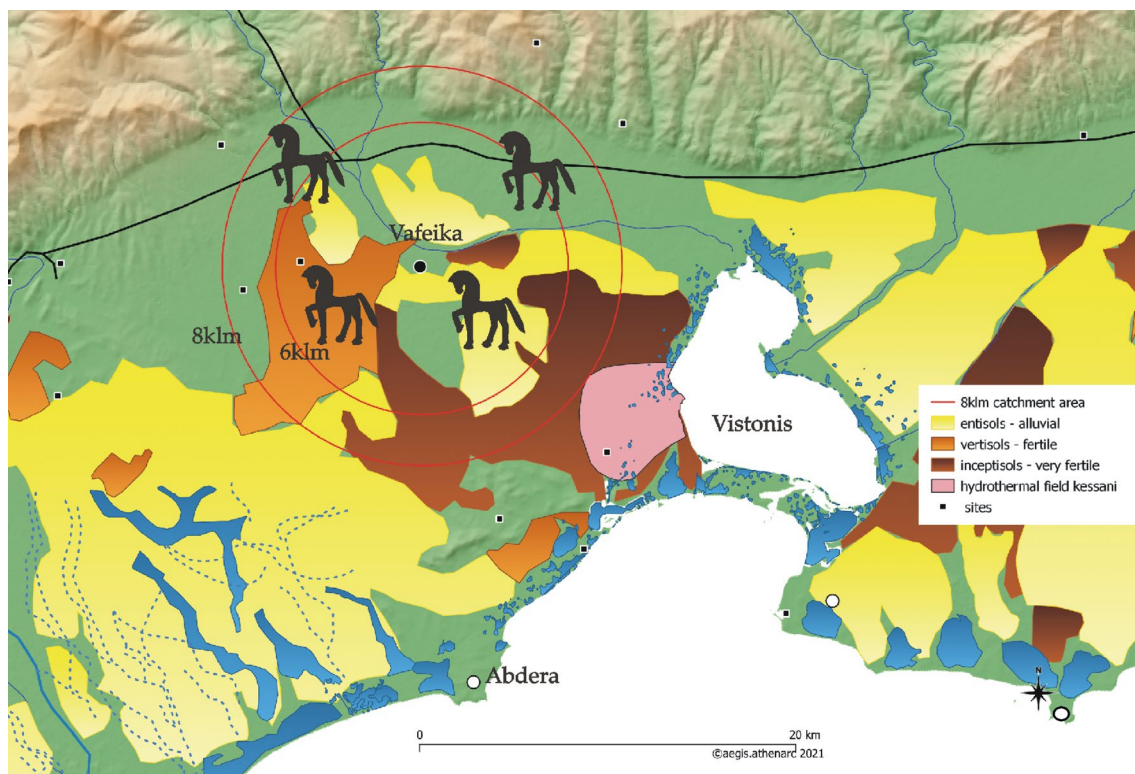 Vafeika
8klm
6klm
Vistonis
8klm catchment area
entisols - alluvial
vertisols - fertile
inceptisols - very fertile
hydrothermal field kessani
sites
Abdera
N
0
20 km
©aegis.athenarc 2021